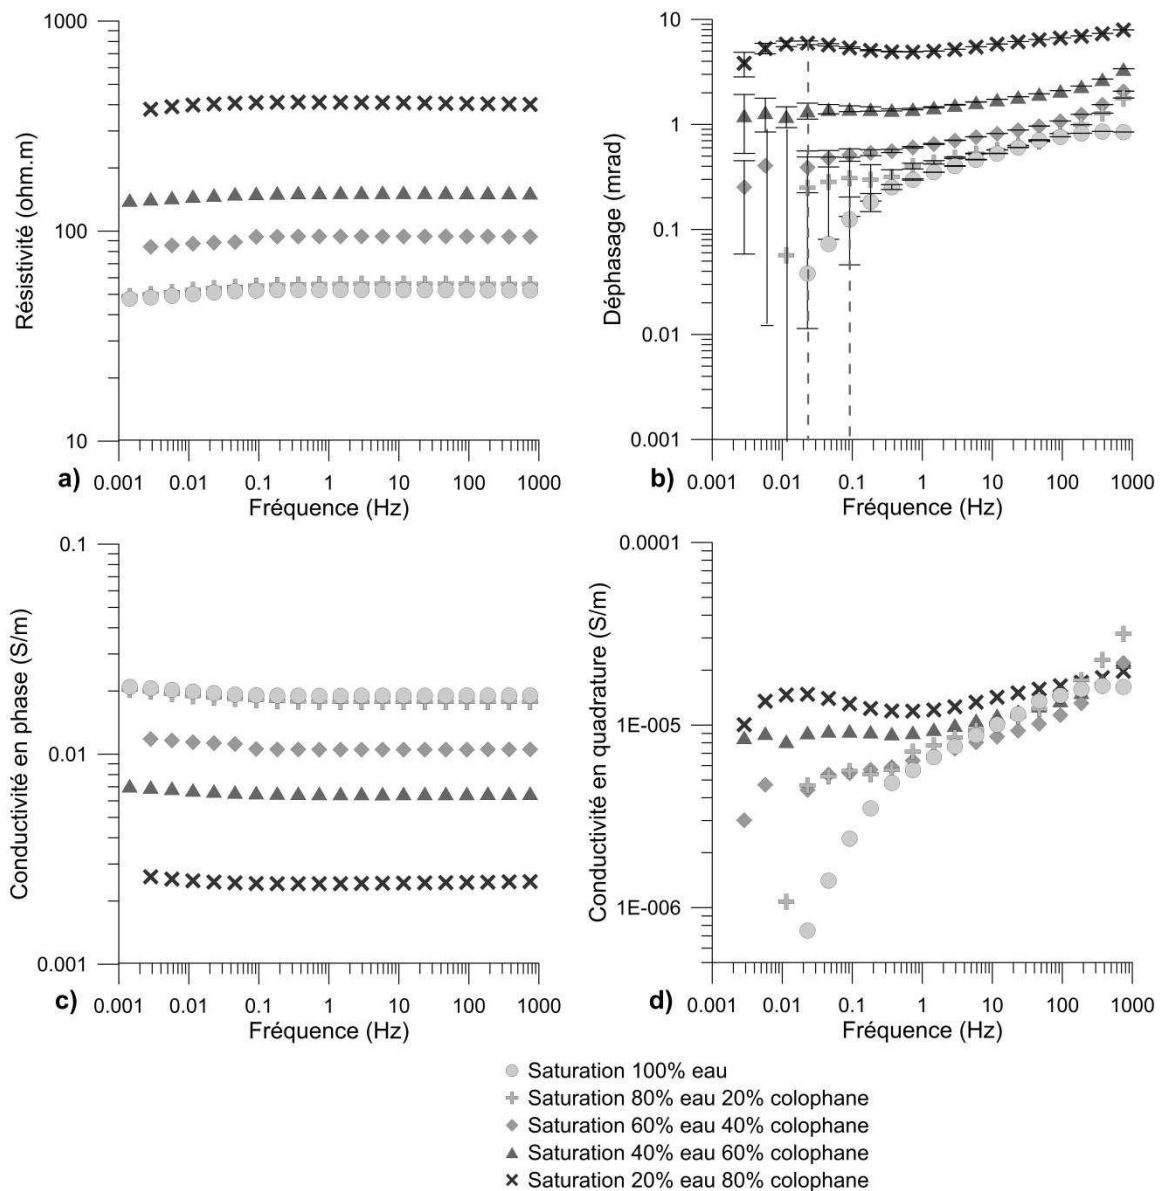 1000
100
10
Résistivité (ohm.m)
0.001 0.01 0.1 1 10 100 1000
a)
Fréquence (Hz)
10
1
0.1
0.01
0.001
Déphasage (mrad)
0.001 0.01 0.1 1 10 100 1000
b)
Fréquence (Hz)
0.1
0.01
0.001
Conductivité en phase (S/m)
0.001 0.01 0.1 1 10 100 1000
c)
Fréquence (Hz)
0.0001
1E-005
1E-006
Conductivité en quadrature (S/m)
0.001 0.01 0.1 1 10 100 1000
d)
Fréquence (Hz)
Saturation 100% eau
Saturation 80% eau 20% colophane
Saturation 60% eau 40% colophane
Saturation 40% eau 60% colophane
Saturation 20% eau 80% colophane